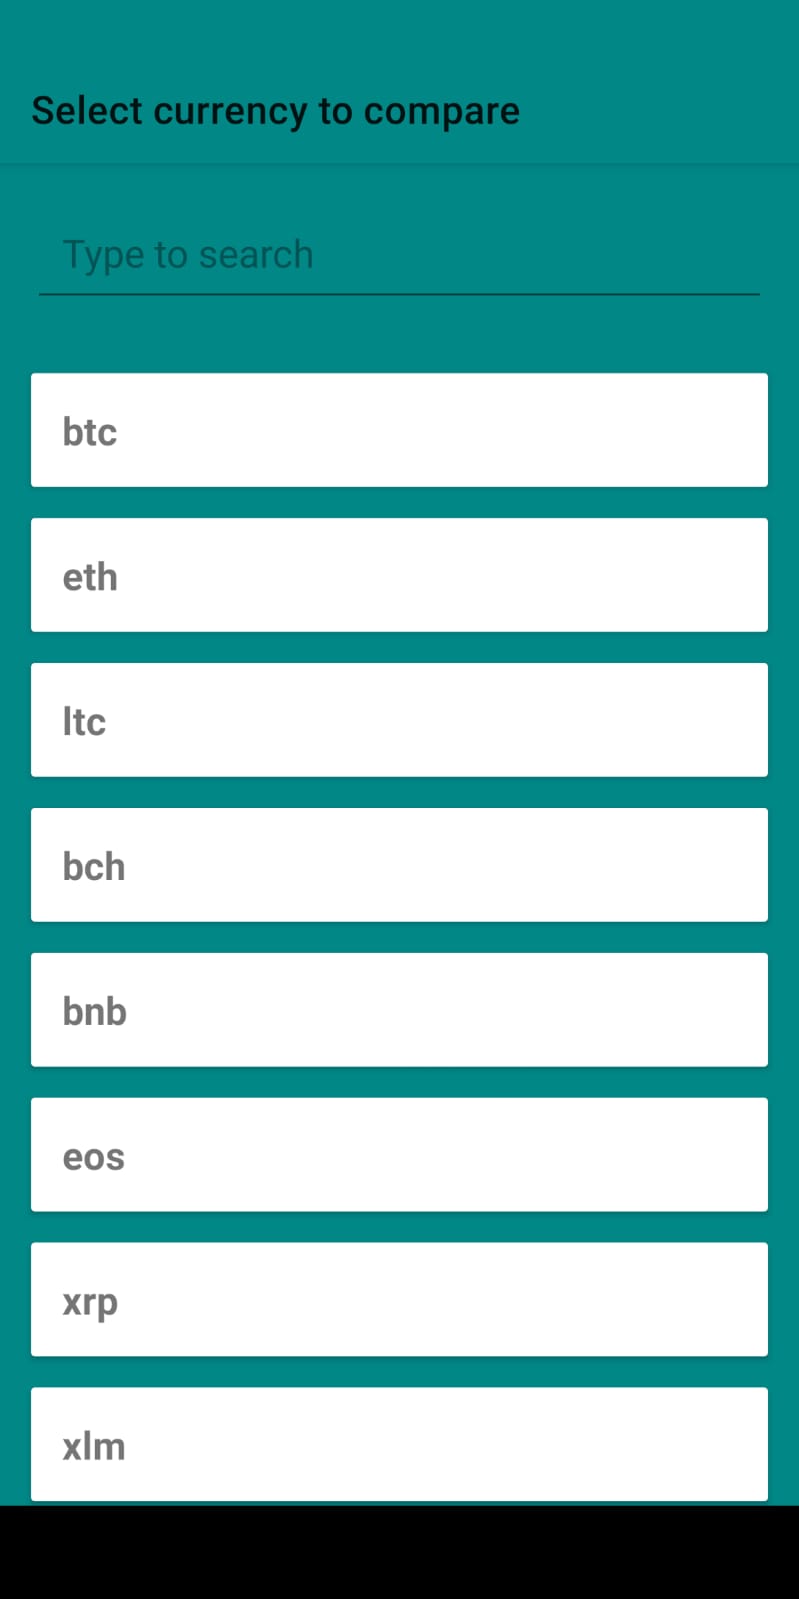 Select currency to compare
Type to search
btc
eth
ltc
bch
bnb
eos
xrp
xlm